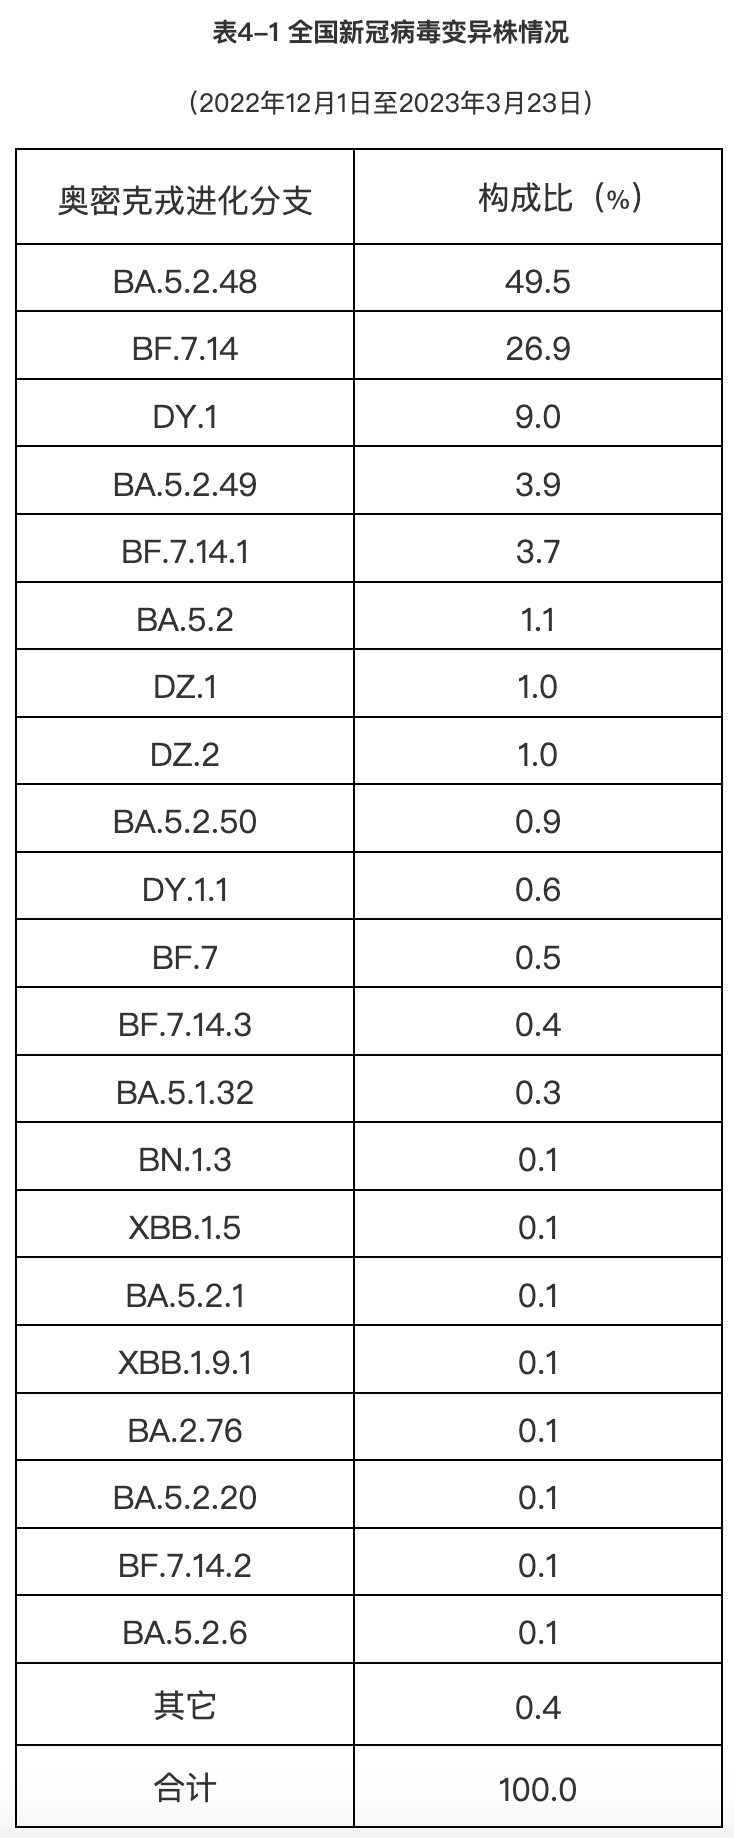 表4-1 全国新冠病毒变异株情况
（2022年12月1日至2023年3月23日）
奥密克戎进化分支 构成比（%）
BA.5.2.48 49.5
BF.7.14 26.9
DY.1 9.0
BA.5.2.49 3.9
BF.7.14.1 3.7
BA.5.2 1.1
DZ.1 1.0
DZ.2 1.0
BA.5.2.50 0.9
DY.1.1 0.6
BF.7 0.5
BF.7.14.3 0.4
BA.5.1.32 0.3
BN.1.3 0.1
XBB.1.5 0.1
BA.5.2.1 0.1
XBB.1.9.1 0.1
BA.2.76 0.1
BA.5.2.20 0.1
BF.7.14.2 0.1
BA.5.2.6 0.1
其它 0.4
合计 100.0